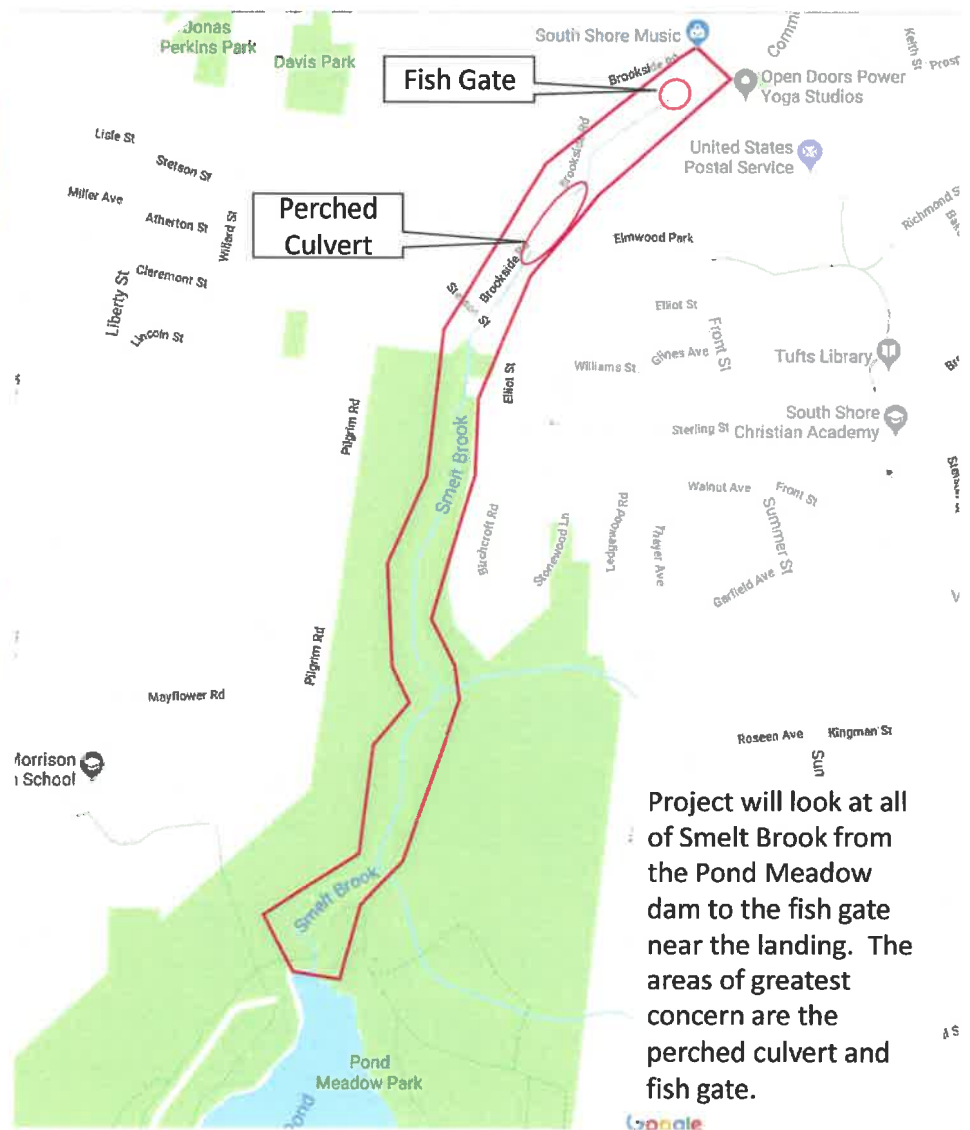 Jonas
Perkins Park
Davis Park
South Shore Music
Keith St
Brookside Rd
Fish Gate
Open Doors Power
Yoga Studios
Lisle St
Stetson St
Brookside Rd
United States
Postal Service
Miller Ave
Atherton St
Willard St
Perched
Culvert
Richmond S
Elmwood Park
Claremont St
Liberty St
Lincoln St
Brookside
St
Elliot St
Front St
Williams St
Gines Ave
Tufts Library
Elliot St
Pilgrim Rd
South Shore
Christian Academy
Sterling St
Smelt Brook
Walnut Ave
Front St
Birchcroft Rd
Stonewood Ln
Ledgewood Rd
Thayer Ave
Summer St
Garfield Ave
Pilgrim Rd
Mayflower Rd
Roseen Ave
Kingman St
Sun
Morrison
School
Project will look at all
of Smelt Brook from
the Pond Meadow
dam to the fish gate
near the landing. The
areas of greatest
concern are the
perched culvert and
fish gate.
Smelt Brook
Pond
Meadow Park
Pond
Google